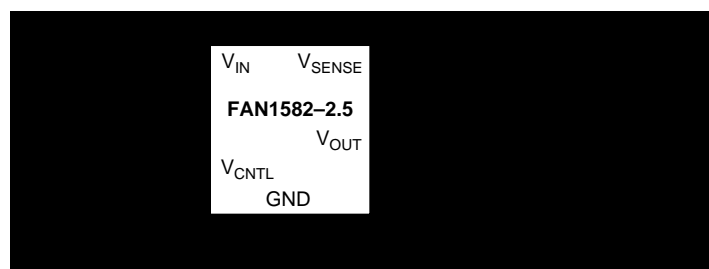 VIN VSENSE
FAN1582–2.5
VOUT
VCNTL
GND